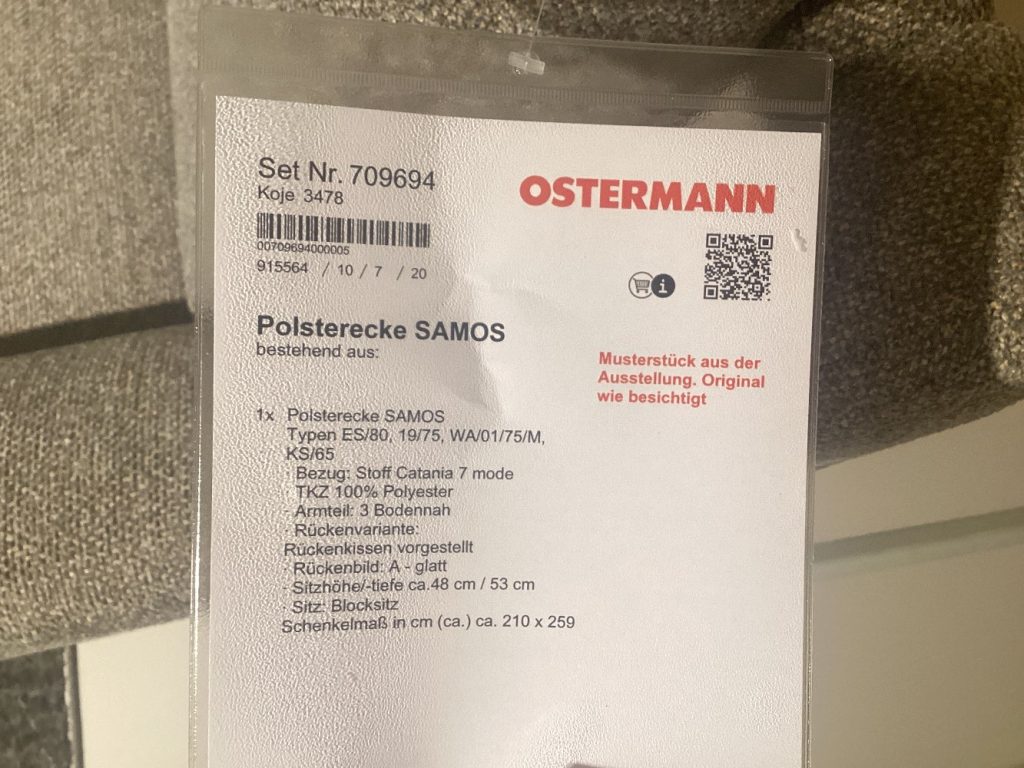 Set Nr. 709694
Koje 3478
OSTERMANN
00709694000005
915564 / 10 / 7 / 20
i
Polsterecke SAMOS
bestehend aus:
Musterstück aus der
Ausstellung. Original
wie besichtigt
1x Polsterecke SAMOS
Typen ES/80, 19/75, WA/01/75/M,
KS/65
· Bezug: Stoff Catania 7 mode
· TKZ 100% Polyester
· Armteil: 3 Bodennah
· Rückenvariante:
Rückenkissen vorgestellt
· Rückenbild: A - glatt
· Sitzhöhe/-tiefe ca.48 cm / 53 cm
· Sitz: Blocksitz
Schenkelmaß in cm (ca.) ca. 210 x 259